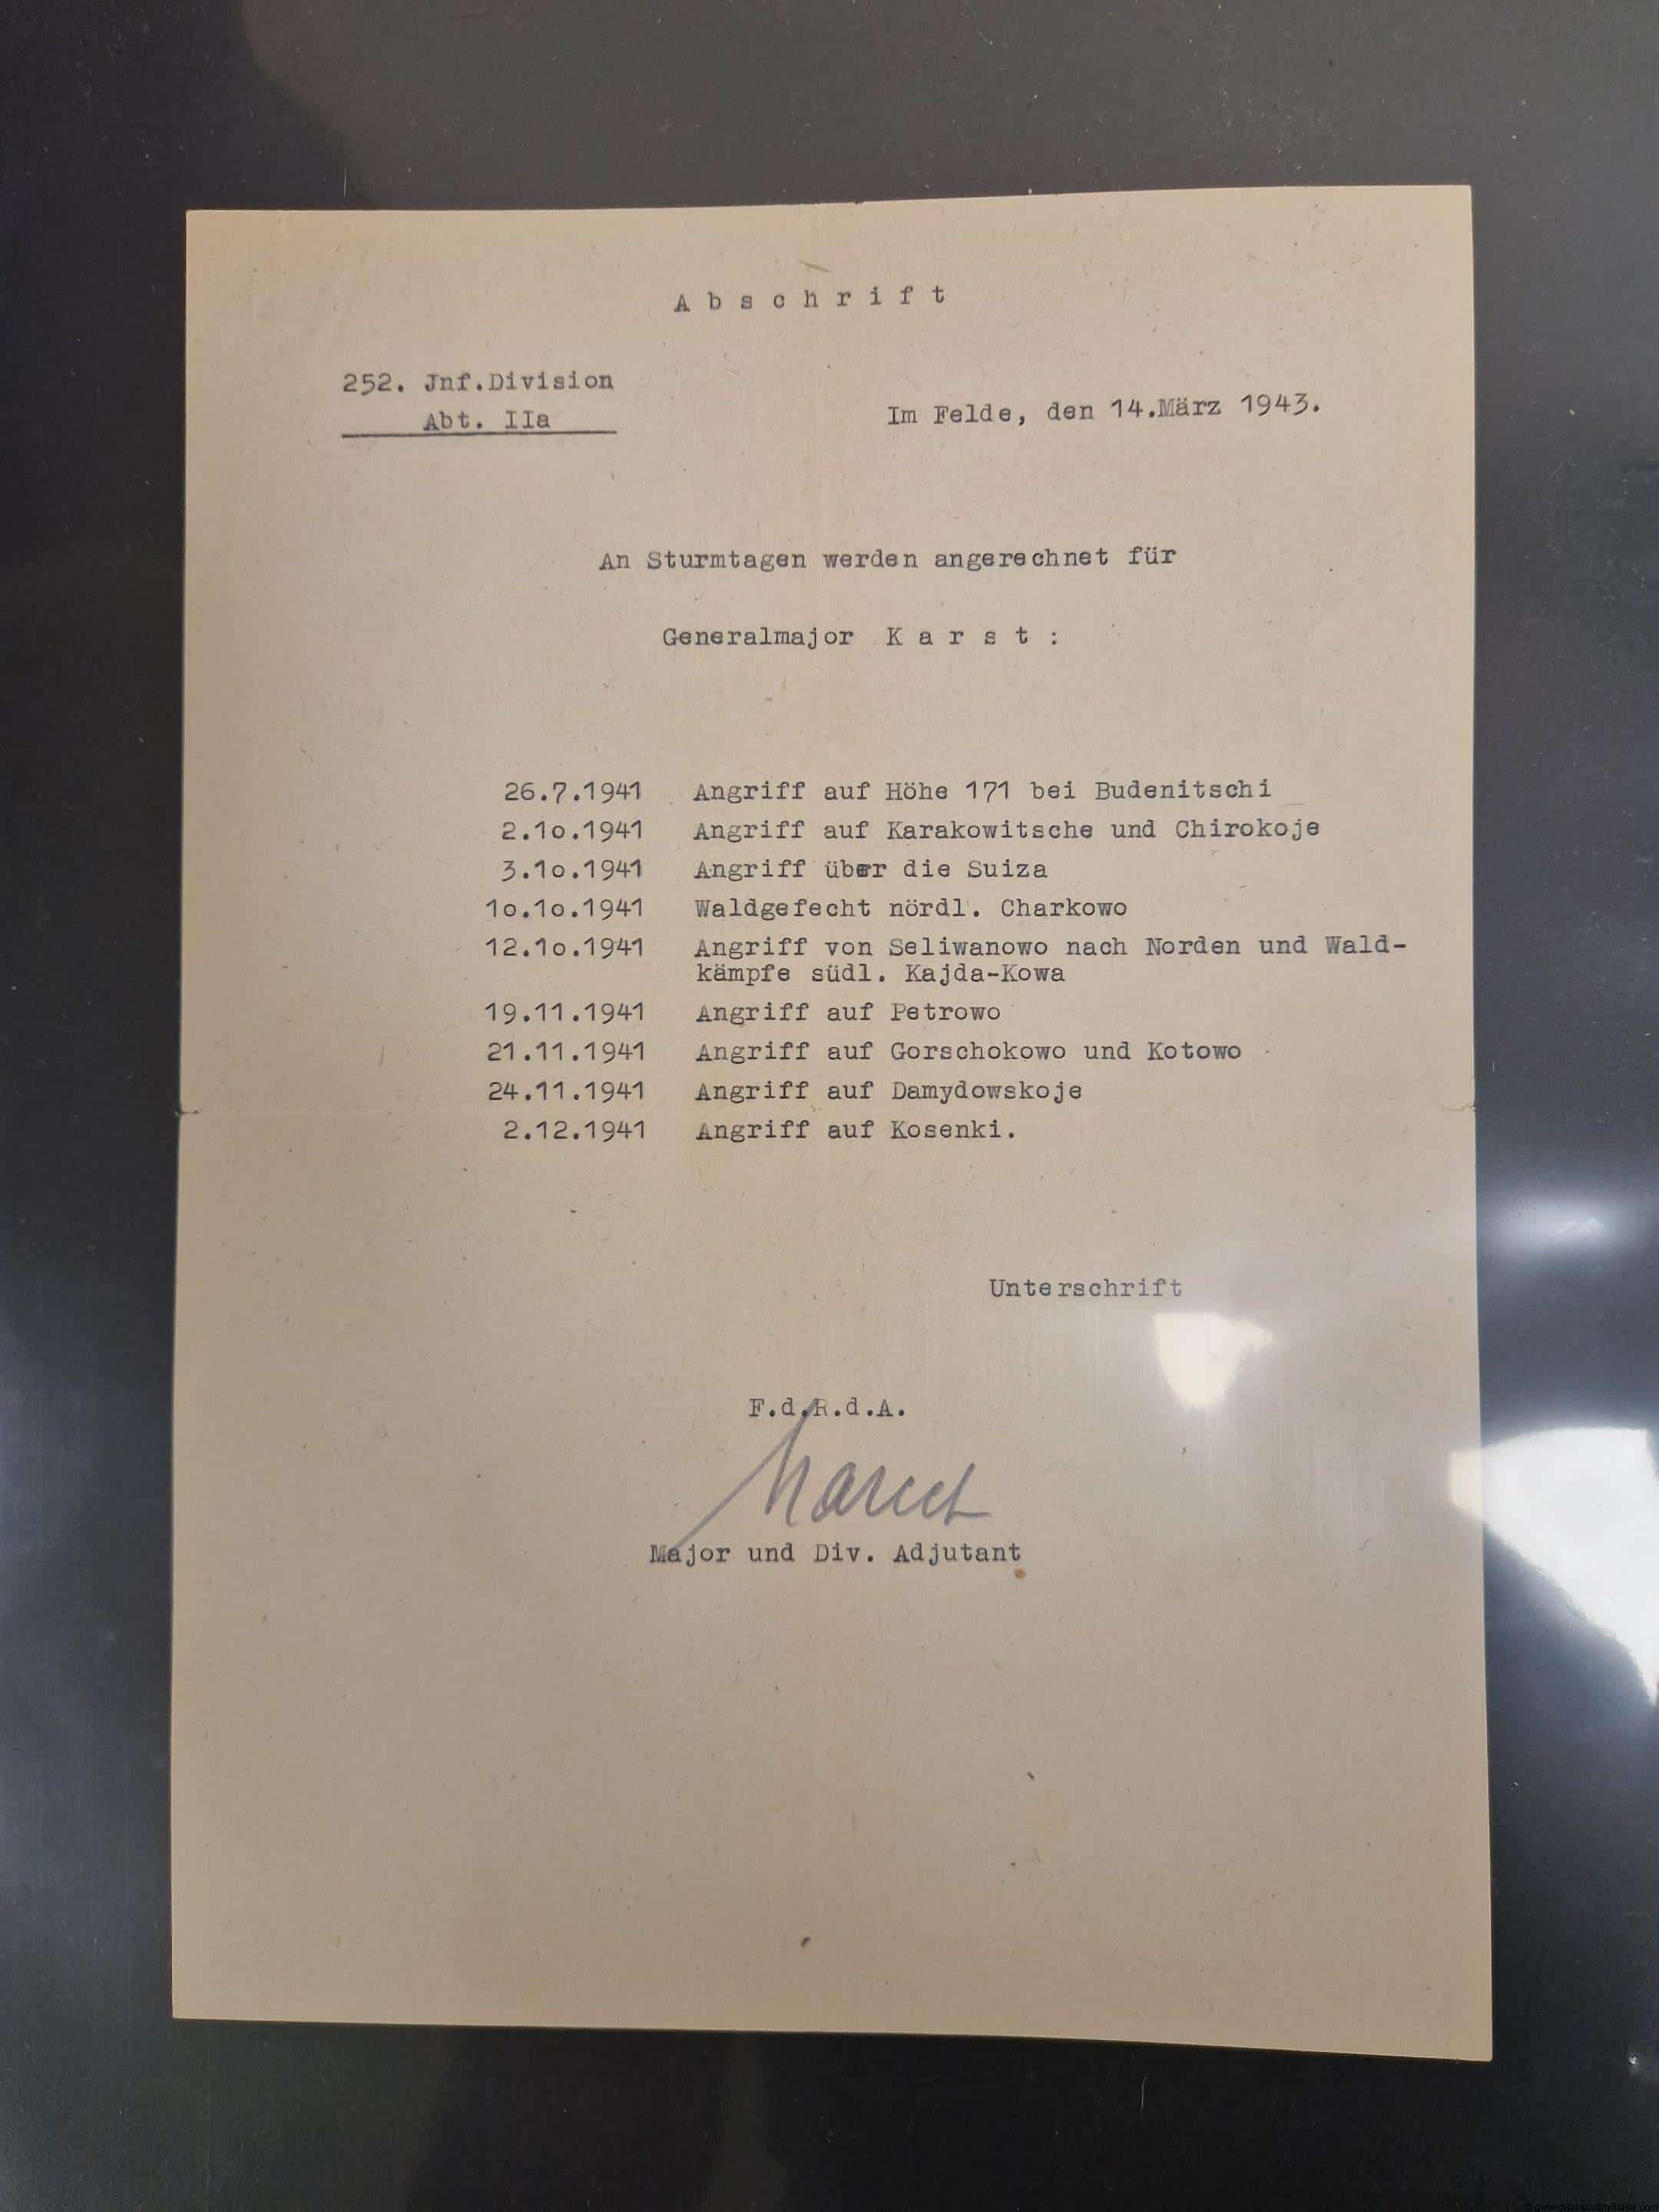 Abschrift
252. Jnf.Division
Abt. IIa
Im Felde, den 14.März 1943.
An Sturmtagen werden angerechnet für
Generalmajor Karst:
26.7.1941 Angriff auf Höhe 171 bei Budenitschi
2.1o.1941 Angriff auf Karakowitsche und Chirokoje
3.1o.1941 Angriff über die Suiza
1o.1o.1941 Waldgefecht nördl. Charkowo
12.1o.1941 Angriff von Seliwanowo nach Norden und Wald-
kämpfe südl. Kajda-Kowa
19.11.1941 Angriff auf Petrowo
21.11.1941 Angriff auf Gorschokowo und Kotowo
24.11.1941 Angriff auf Damydowskoje
2.12.1941 Angriff auf Kosenki.
Unterschrift
F.d.R.d.A.
Major und Div. Adjutant